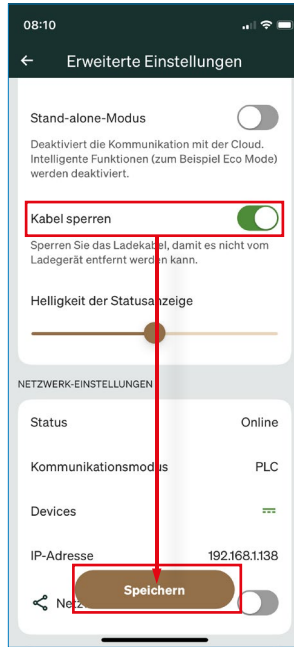 08:10
Erweiterte Einstellungen
Stand-alone-Modus
Deaktiviert die Kommunikation mit der Cloud.
Intelligente Funktionen (zum Beispiel Eco Mode)
werden deaktiviert.
Kabel sperren
Sperren Sie das Ladekabel, damit es nicht vom
Ladegerät entfernt werden kann.
Helligkeit der Statusanzeige
NETZWERK-EINSTELLUNGEN
Status Online
Kommunikationsmodus PLC
Devices
IP-Adresse 192.168.1.138
Speichern